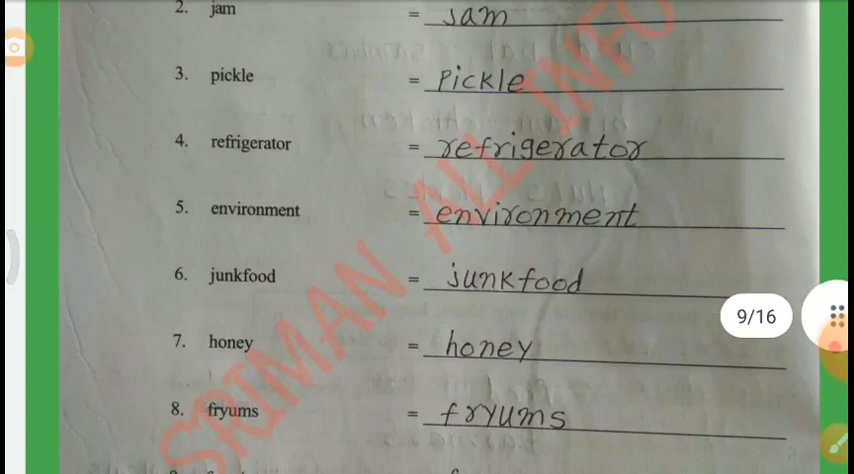 2. jam = jam
3. pickle = pickle
4. refrigerator = refrigerator
5. environment = environment
6. junkfood = junkfood
7. honey = honey
8. fryums = fryums
SRIMAN ALL INFO
9/16